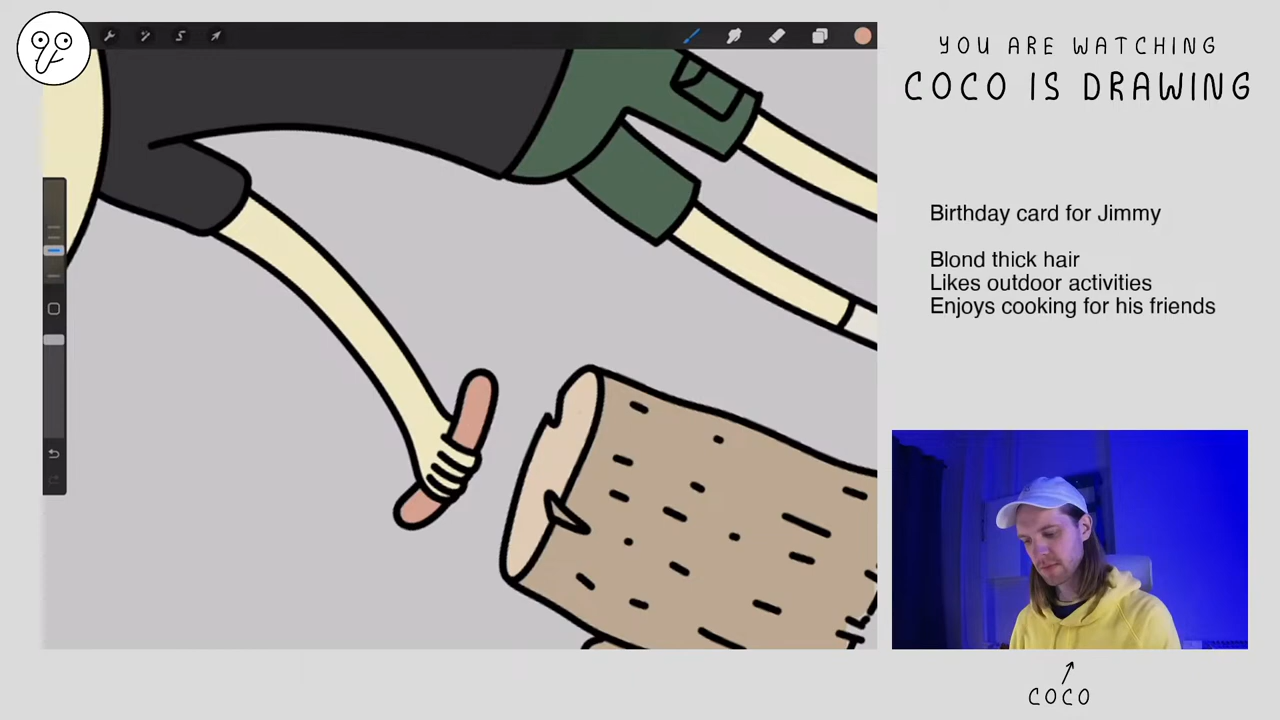 YOU ARE WATCHING
COCO IS DRAWING
Birthday card for Jimmy
Blond thick hair
Likes outdoor activities
Enjoys cooking for his friends
COCO